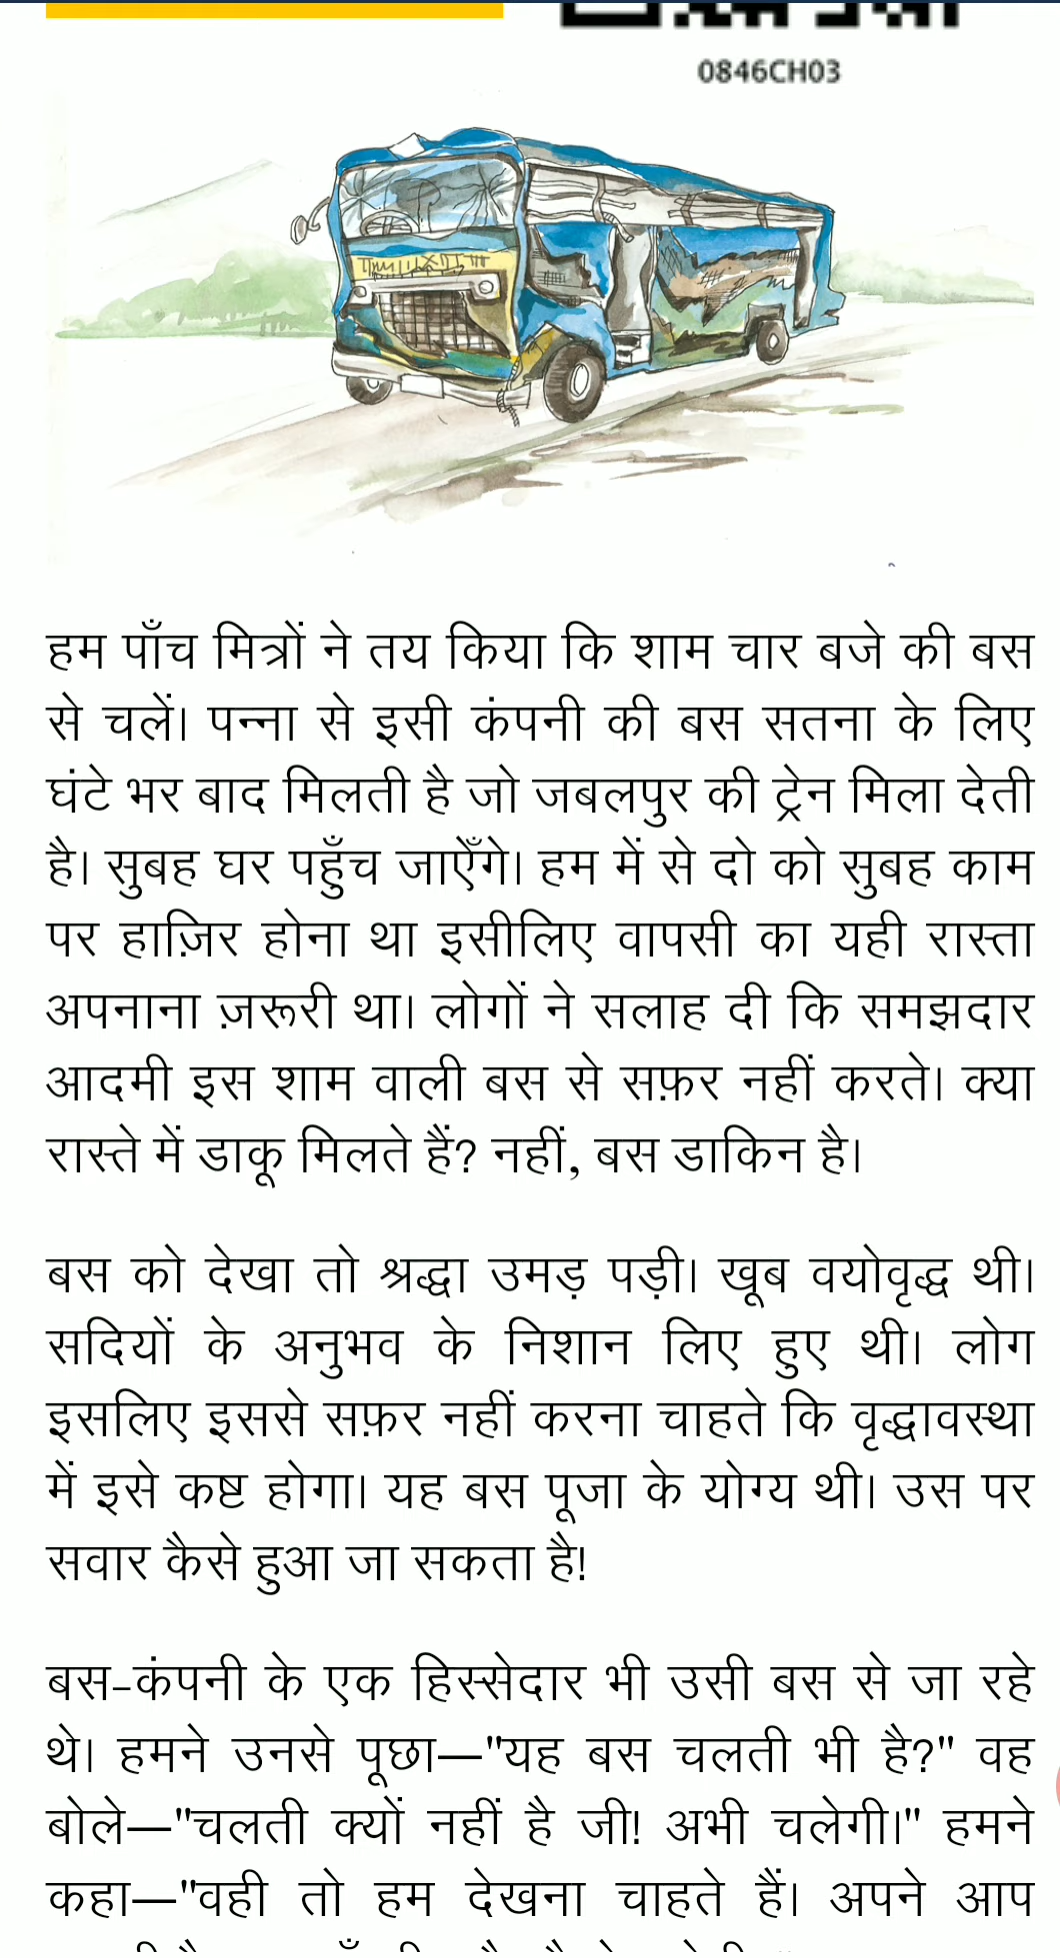 0846CH03
हम पाँच मित्रों ने तय किया कि शाम चार बजे की बस
से चलें। पन्ना से इसी कंपनी की बस सतना के लिए
घंटे भर बाद मिलती है जो जबलपुर की ट्रेन मिला देती
है। सुबह घर पहुँच जाएँगे। हम में से दो को सुबह काम
पर हाज़िर होना था इसीलिए वापसी का यही रास्ता
अपनाना ज़रूरी था। लोगों ने सलाह दी कि समझदार
आदमी इस शाम वाली बस से सफ़र नहीं करते। क्या
रास्ते में डाकू मिलते हैं? नहीं, बस डाकिन है।
बस को देखा तो श्रद्धा उमड़ पड़ी। खूब वयोवृद्ध थी।
सदियों के अनुभव के निशान लिए हुए थी। लोग
इसलिए इससे सफ़र नहीं करना चाहते कि वृद्धावस्था
में इसे कष्ट होगा। यह बस पूजा के योग्य थी। उस पर
सवार कैसे हुआ जा सकता है!
बस-कंपनी के एक हिस्सेदार भी उसी बस से जा रहे
थे। हमने उनसे पूछा—"यह बस चलती भी है?" वह
बोले—"चलती क्यों नहीं है जी! अभी चलेगी।" हमने
कहा—"वही तो हम देखना चाहते हैं। अपने आप